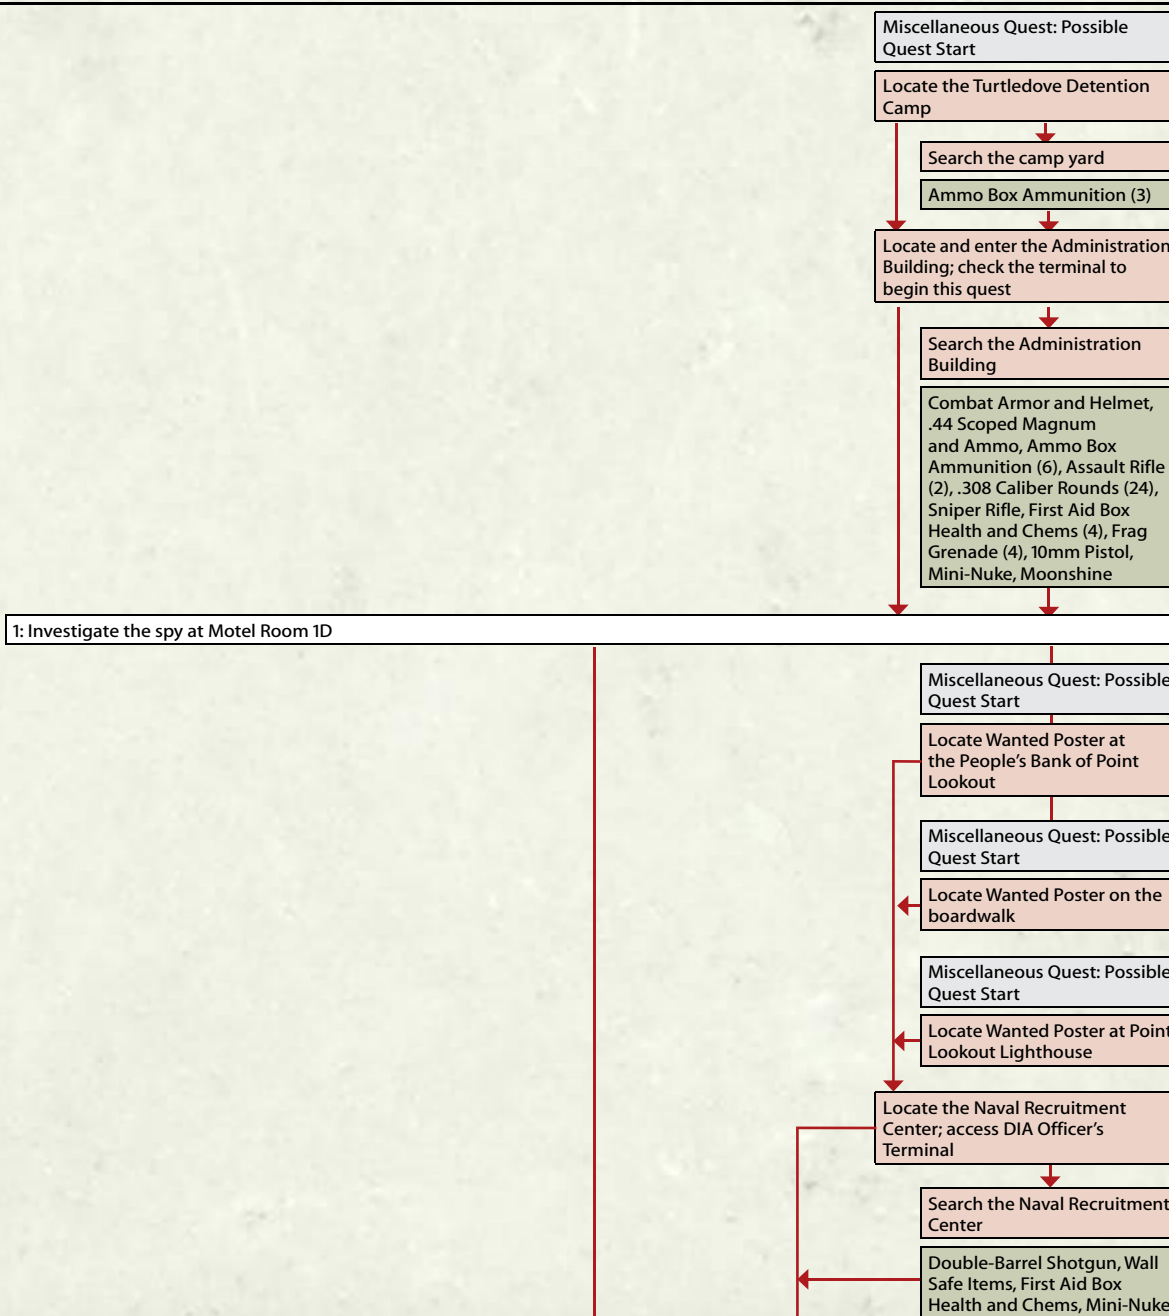 Miscellaneous Quest: Possible
Quest Start
Locate the Turtledove Detention
Camp
Search the camp yard
Ammo Box Ammunition (3)
Locate and enter the Administration
Building; check the terminal to
begin this quest
Search the Administration
Building
Combat Armor and Helmet,
.44 Scoped Magnum
and Ammo, Ammo Box
Ammunition (6), Assault Rifle
(2), .308 Caliber Rounds (24),
Sniper Rifle, First Aid Box
Health and Chems (4), Frag
Grenade (4), 10mm Pistol,
Mini-Nuke, Moonshine
1: Investigate the spy at Motel Room 1D
Miscellaneous Quest: Possible
Quest Start
Locate Wanted Poster at
the People's Bank of Point
Lookout
Miscellaneous Quest: Possible
Quest Start
Locate Wanted Poster on the
boardwalk
Miscellaneous Quest: Possible
Quest Start
Locate Wanted Poster at Point
Lookout Lighthouse
Locate the Naval Recruitment
Center; access DIA Officer's
Terminal
Search the Naval Recruitment
Center
Double-Barrel Shotgun, Wall
Safe Items, First Aid Box
Health and Chems, Mini-Nuke